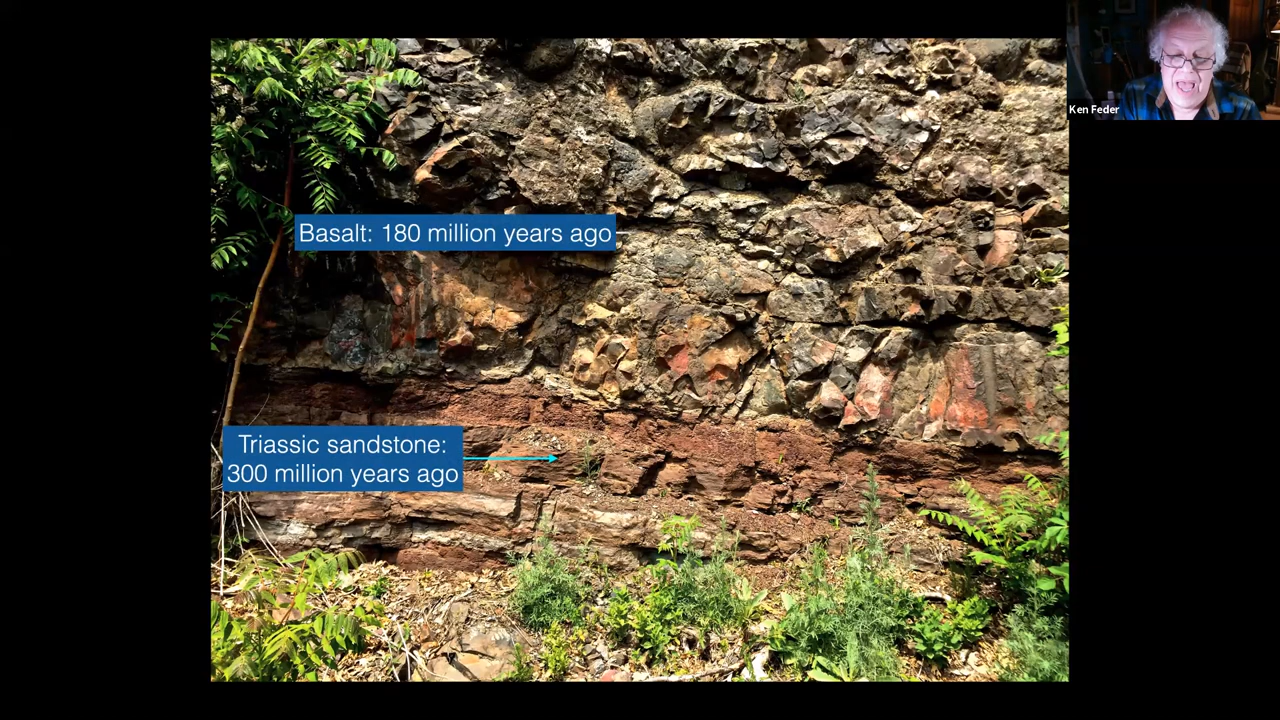 Ken Feder
Basalt: 180 million years ago
Triassic sandstone:
300 million years ago